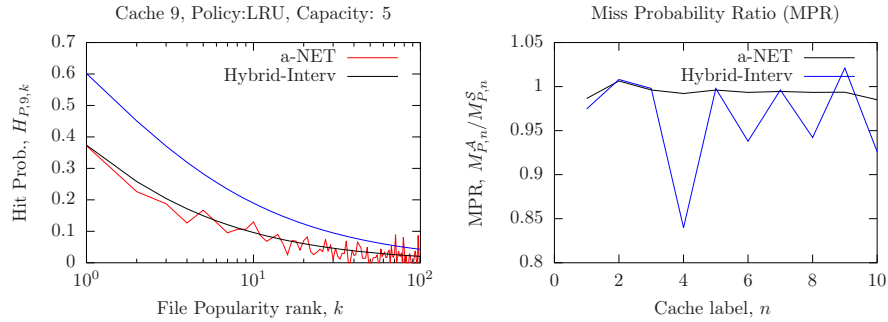 Cache 9, Policy:LRU, Capacity: 5
Hit Prob., H_{P,9,k}
0.7
0.6
0.5
0.4
0.3
0.2
0.1
0
a-NET
Hybrid-Interv
10^0
10^1
10^2
File Popularity rank, k
Miss Probability Ratio (MPR)
MPR, M^A_{P,n}/M^S_{P,n}
1.05
1
0.95
0.9
0.85
0.8
a-NET
Hybrid-Interv
0
2
4
6
8
10
Cache label, n